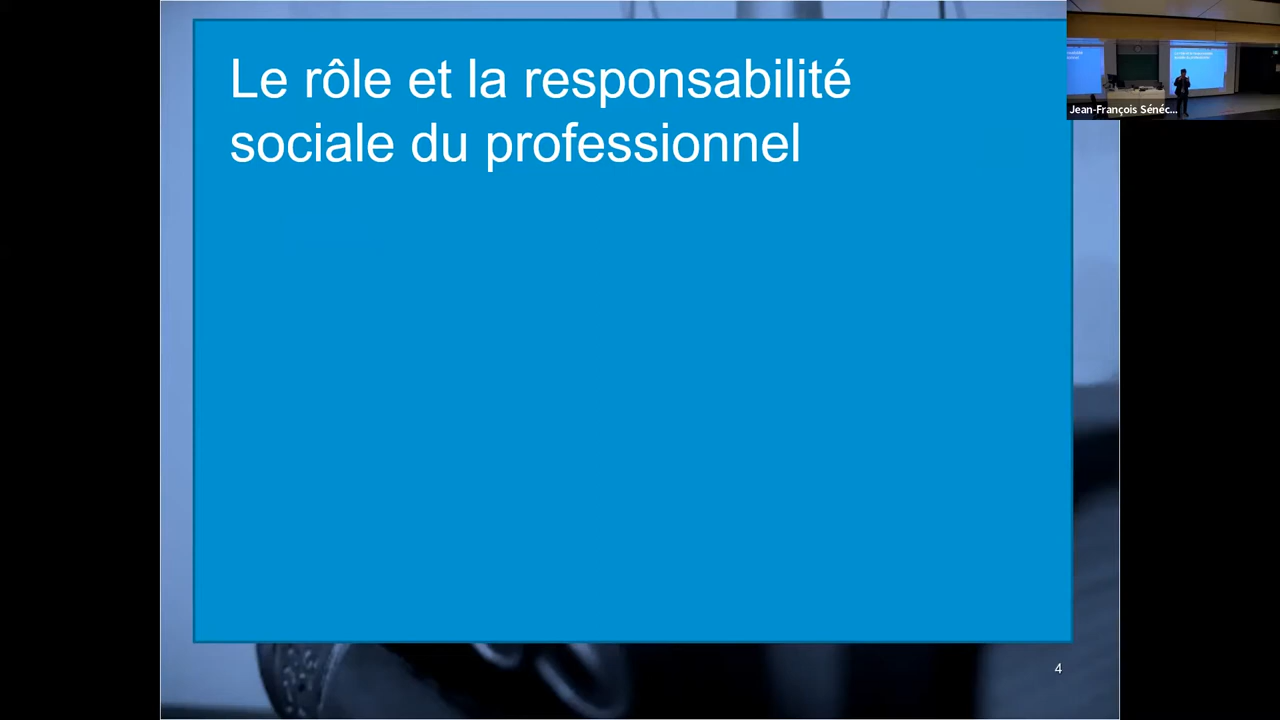 Le rôle et la responsabilité
sociale du professionnel
Jean-François Sénéc...
4